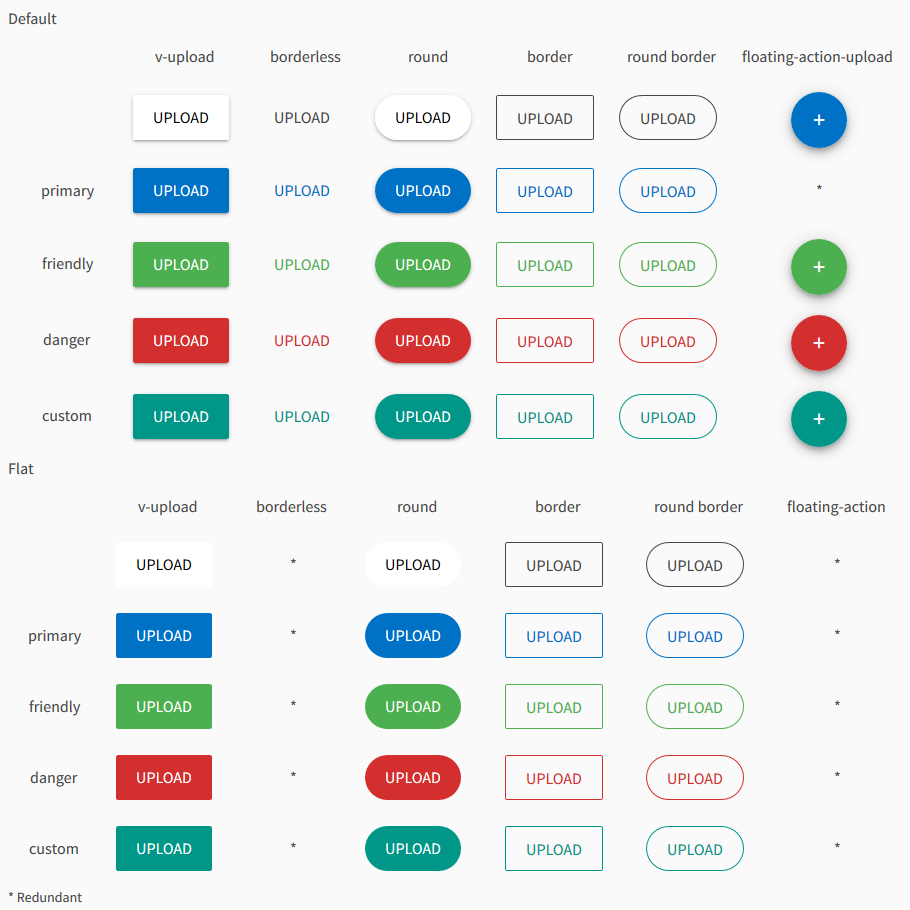 Default
v-upload borderless round border round border floating-action-upload
UPLOAD UPLOAD UPLOAD UPLOAD UPLOAD +
primary UPLOAD UPLOAD UPLOAD UPLOAD UPLOAD *
friendly UPLOAD UPLOAD UPLOAD UPLOAD UPLOAD +
danger UPLOAD UPLOAD UPLOAD UPLOAD UPLOAD +
custom UPLOAD UPLOAD UPLOAD UPLOAD UPLOAD +
Flat
v-upload borderless round border round border floating-action
UPLOAD * UPLOAD UPLOAD UPLOAD *
primary UPLOAD * UPLOAD UPLOAD UPLOAD *
friendly UPLOAD * UPLOAD UPLOAD UPLOAD *
danger UPLOAD * UPLOAD UPLOAD UPLOAD *
custom UPLOAD * UPLOAD UPLOAD UPLOAD *
* Redundant